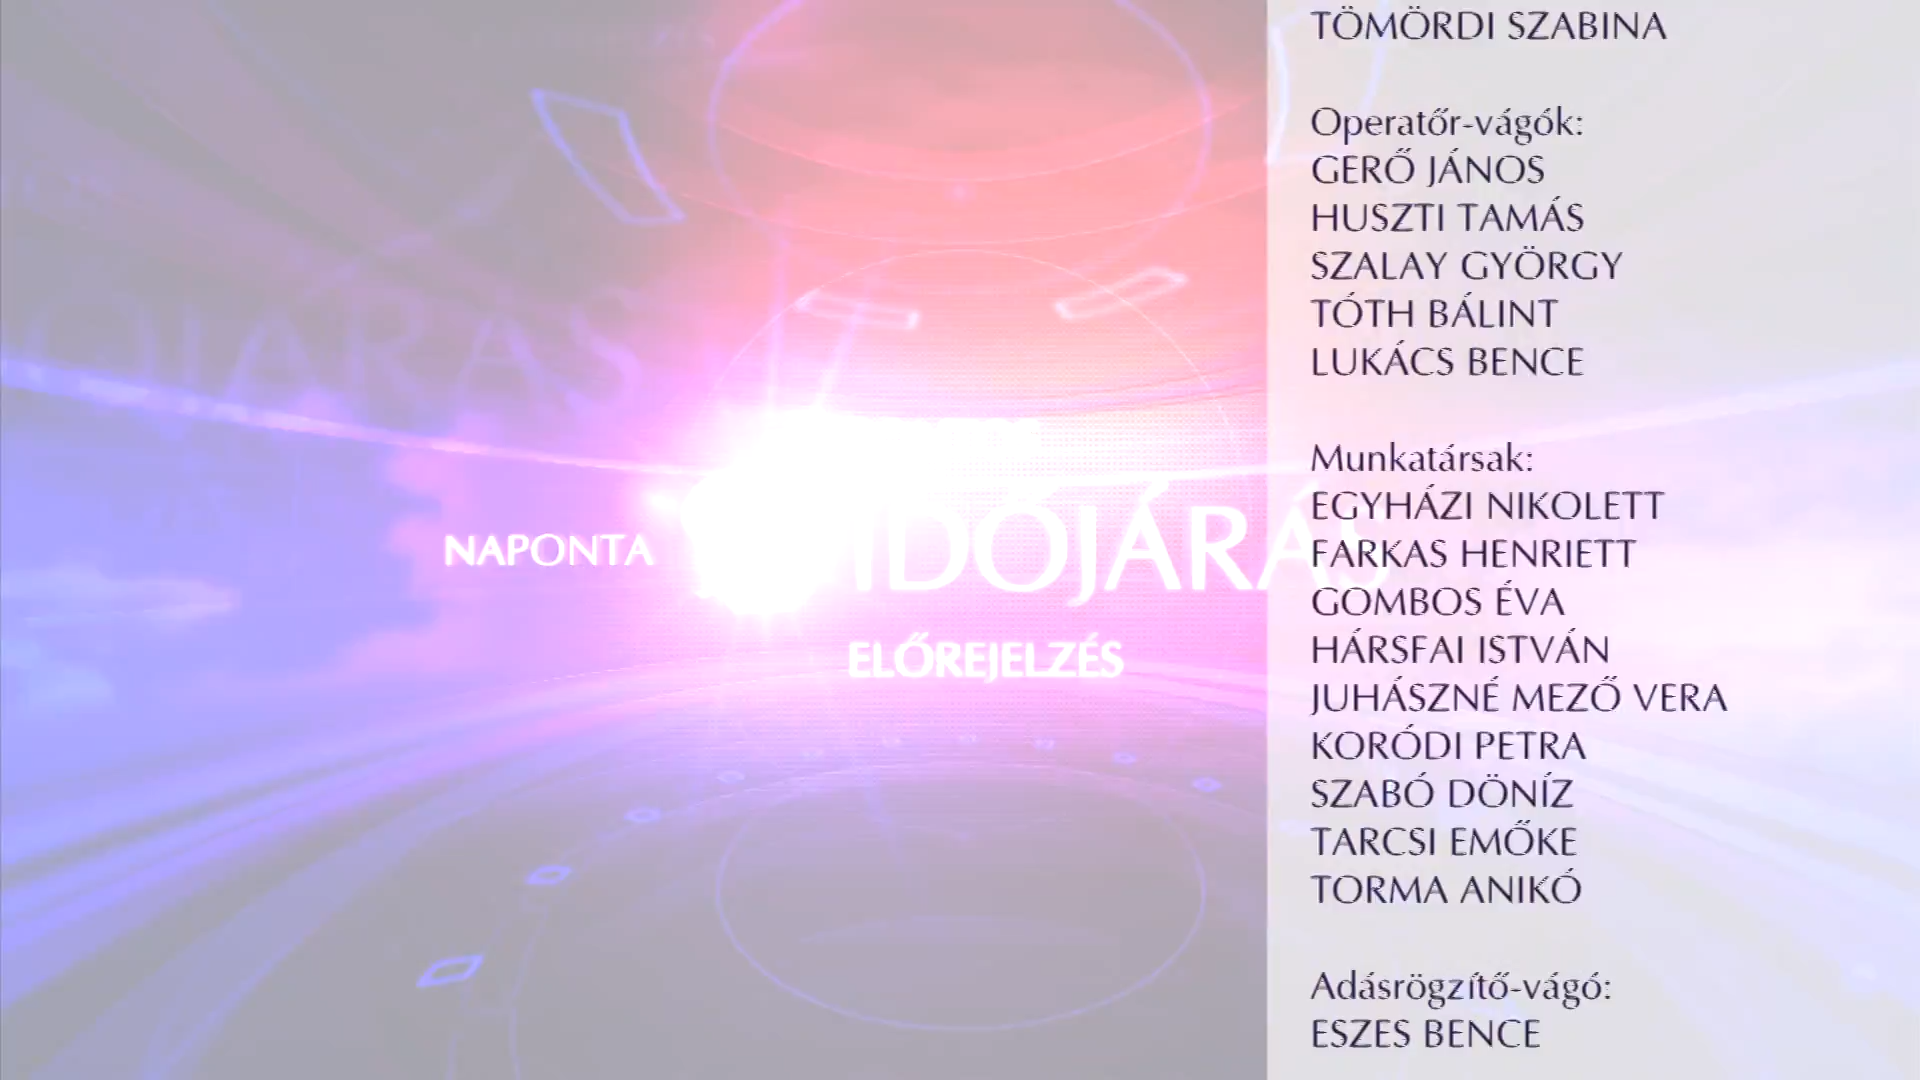 NAPONTA
IDŐJÁRÁS
ELŐREJELZÉS
TÖMÖRDI SZABINA
Operatőr-vágók:
GERŐ JÁNOS
HUSZTI TAMÁS
SZALAY GYÖRGY
TÓTH BÁLINT
LUKÁCS BENCE
Munkatársak:
EGYHÁZI NIKOLETT
FARKAS HENRIETT
GOMBOS ÉVA
HÁRSFAI ISTVÁN
JUHÁSZNÉ MEZŐ VERA
KORÓDI PETRA
SZABÓ DÖNÍZ
TARCSI EMŐKE
TORMA ANIKÓ
Adásrögzítő-vágó:
ESZES BENCE